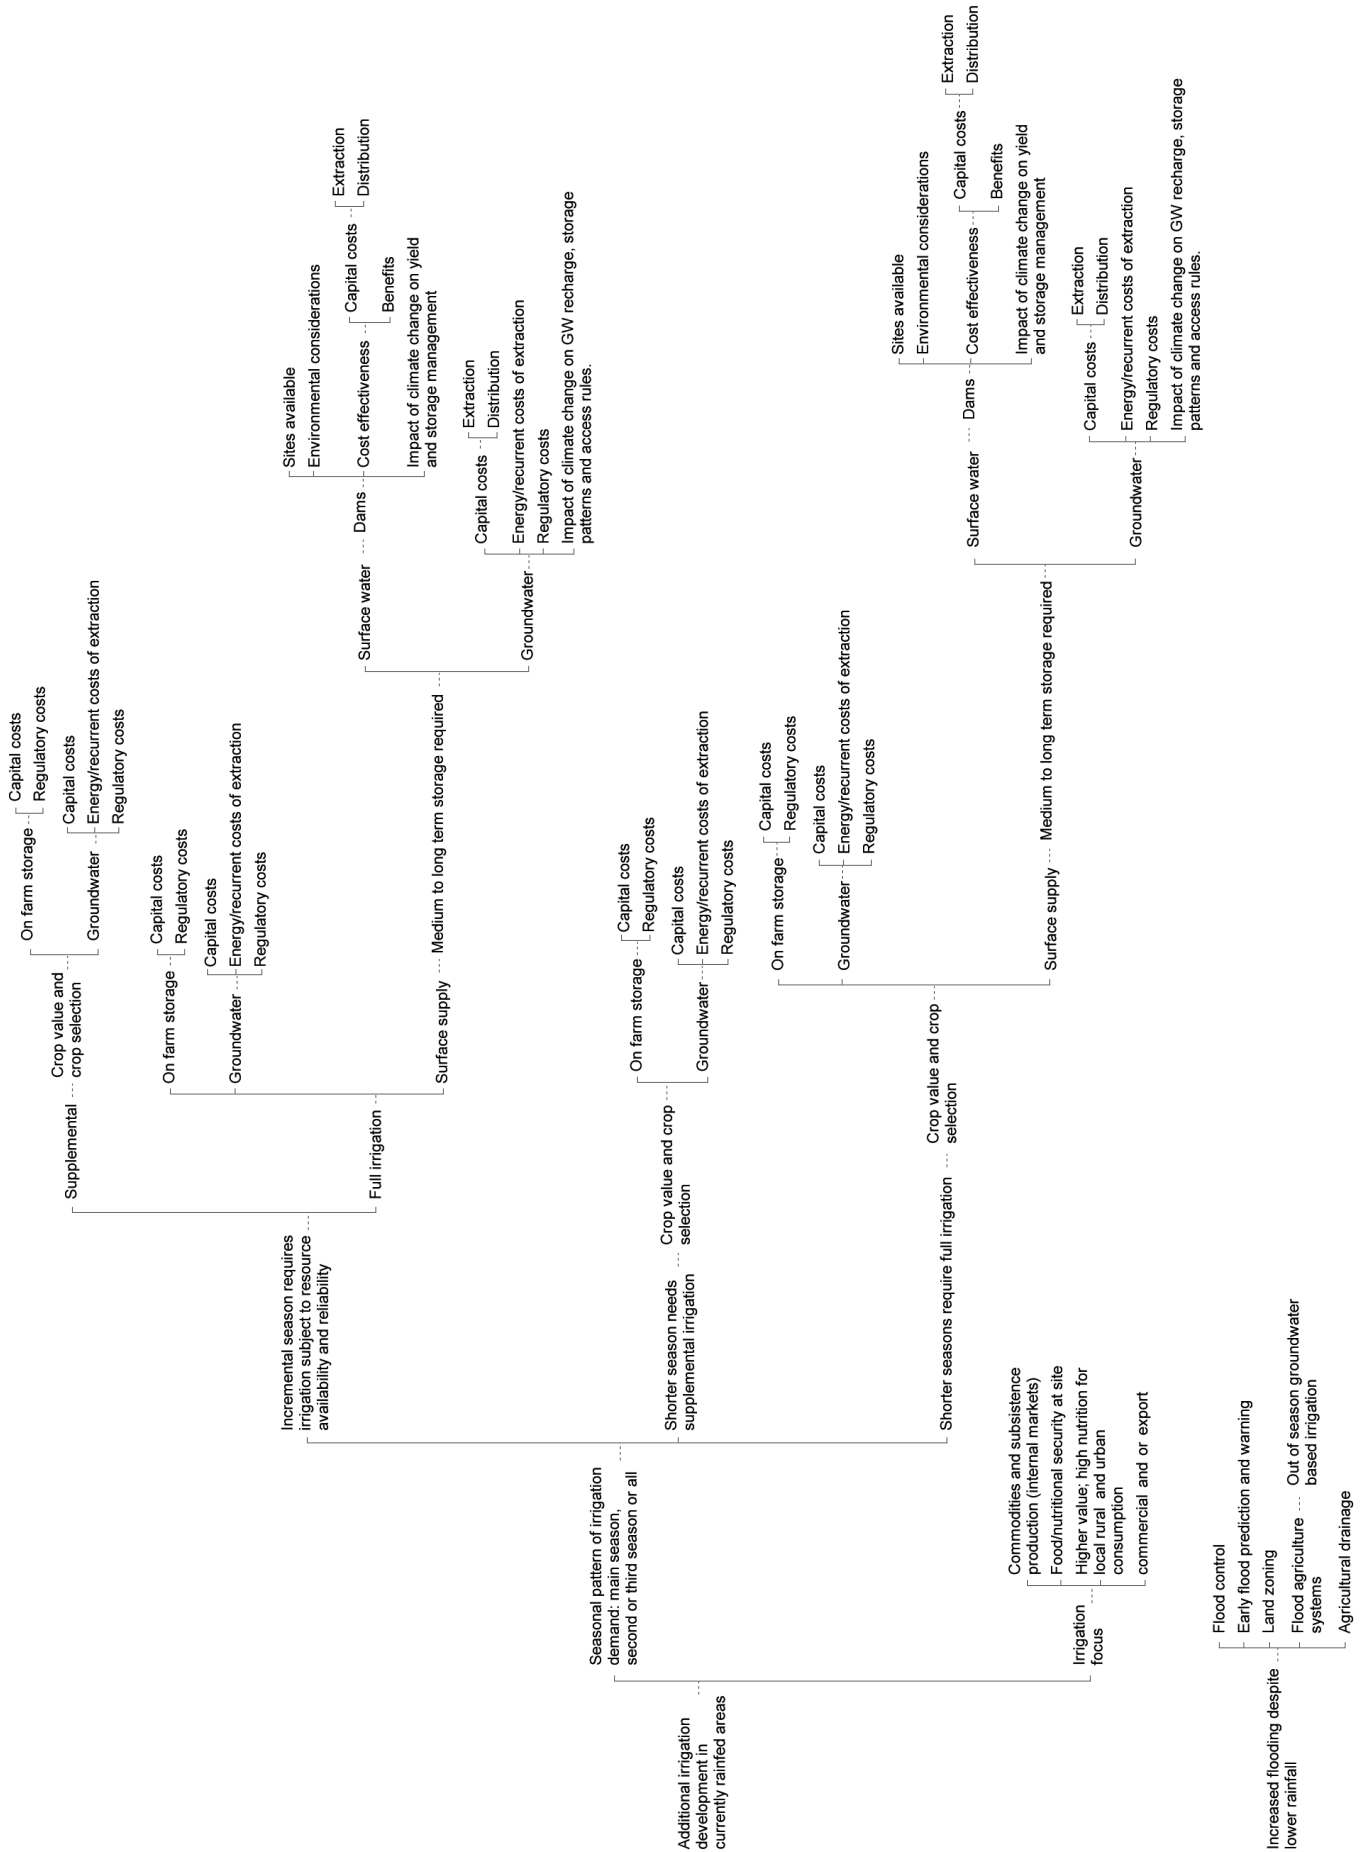 Additional irrigation
development in
currently rainfed areas
Seasonal pattern of irrigation
demand: main season,
second or third season or all
Incremental season requires
irrigation subject to resource
availability and reliability
Supplemental
Crop value and
crop selection
On farm storage
Capital costs
Regulatory costs
Groundwater
Capital costs
Energy/recurrent costs of extraction
Regulatory costs
Full irrigation
On farm storage
Capital costs
Regulatory costs
Groundwater
Capital costs
Energy/recurrent costs of extraction
Regulatory costs
Surface supply
Medium to long term storage required
Surface water
Dams
Sites available
Environmental considerations
Cost effectiveness
Capital costs
Extraction
Distribution
Benefits
Impact of climate change on yield
and storage management
Groundwater
Capital costs
Extraction
Distribution
Energy/recurrent costs of extraction
Regulatory costs
Impact of climate change on GW recharge, storage
patterns and access rules.
Shorter season needs
supplemental irrigation
Crop value and crop
selection
On farm storage
Capital costs
Regulatory costs
Groundwater
Capital costs
Energy/recurrent costs of extraction
Regulatory costs
Shorter seasons require full irrigation
Crop value and crop
selection
On farm storage
Capital costs
Regulatory costs
Groundwater
Capital costs
Energy/recurrent costs of extraction
Regulatory costs
Surface supply
Medium to long term storage required
Surface water
Dams
Sites available
Environmental considerations
Cost effectiveness
Capital costs
Extraction
Distribution
Benefits
Impact of climate change on yield
and storage management
Groundwater
Capital costs
Extraction
Distribution
Energy/recurrent costs of extraction
Regulatory costs
Impact of climate change on GW recharge, storage
patterns and access rules.
Irrigation
focus
Commodities and subsistence
production (internal markets)
Food/nutritional security at site
Higher value; high nutrition for
local rural and urban
consumption
commercial and or export
Increased flooding despite
lower rainfall
Flood control
Early flood prediction and warning
Land zoning
Flood agriculture
systems
Out of season groundwater
based irrigation
Agricultural drainage